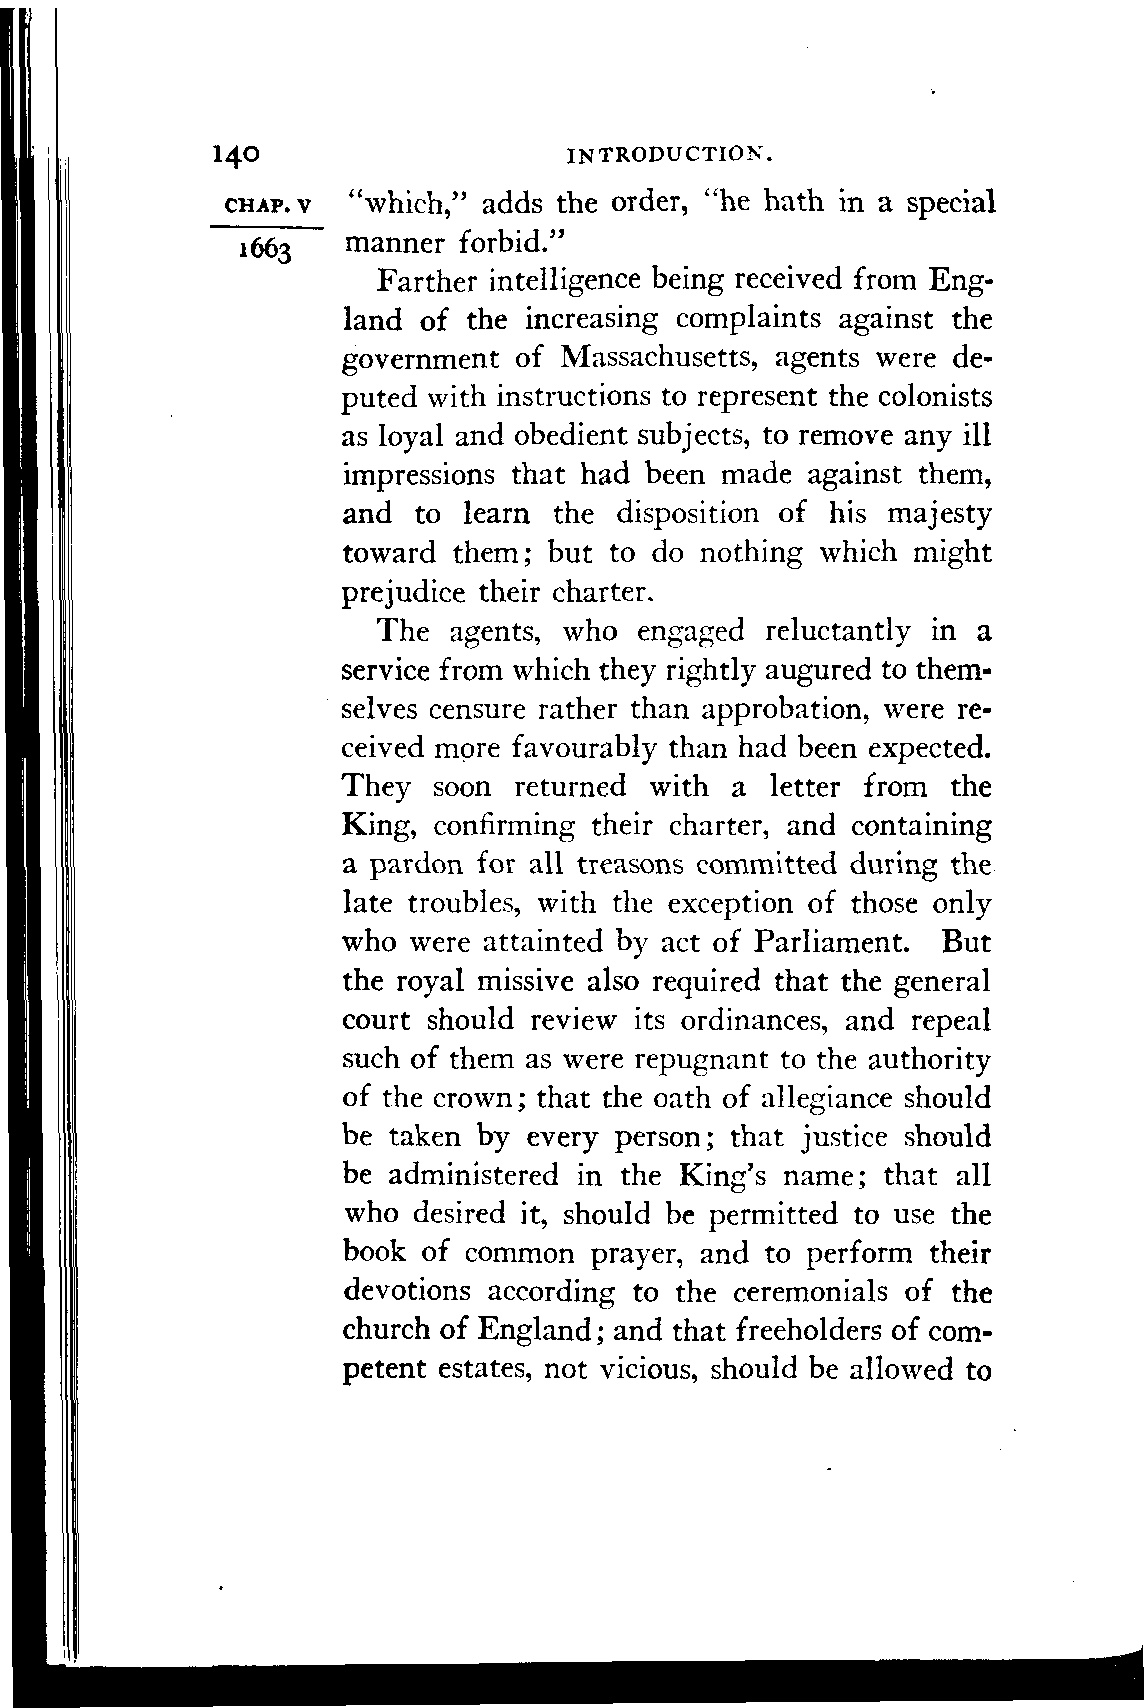 140 INTRODUCTION.
CHAP. V "which," adds the order, "he hath in a special
1663 manner forbid."
Farther intelligence being received from Eng-
land of the increasing complaints against the
government of Massachusetts, agents were de-
puted with instructions to represent the colonists
as loyal and obedient subjects, to remove any ill
impressions that had been made against them,
and to learn the disposition of his majesty
toward them; but to do nothing which might
prejudice their charter.
The agents, who engaged reluctantly in a
service from which they rightly augured to them-
selves censure rather than approbation, were re-
ceived more favourably than had been expected.
They soon returned with a letter from the
King, confirming their charter, and containing
a pardon for all treasons committed during the
late troubles, with the exception of those only
who were attainted by act of Parliament. But
the royal missive also required that the general
court should review its ordinances, and repeal
such of them as were repugnant to the authority
of the crown; that the oath of allegiance should
be taken by every person; that justice should
be administered in the King's name; that all
who desired it, should be permitted to use the
book of common prayer, and to perform their
devotions according to the ceremonials of the
church of England; and that freeholders of com-
petent estates, not vicious, should be allowed to